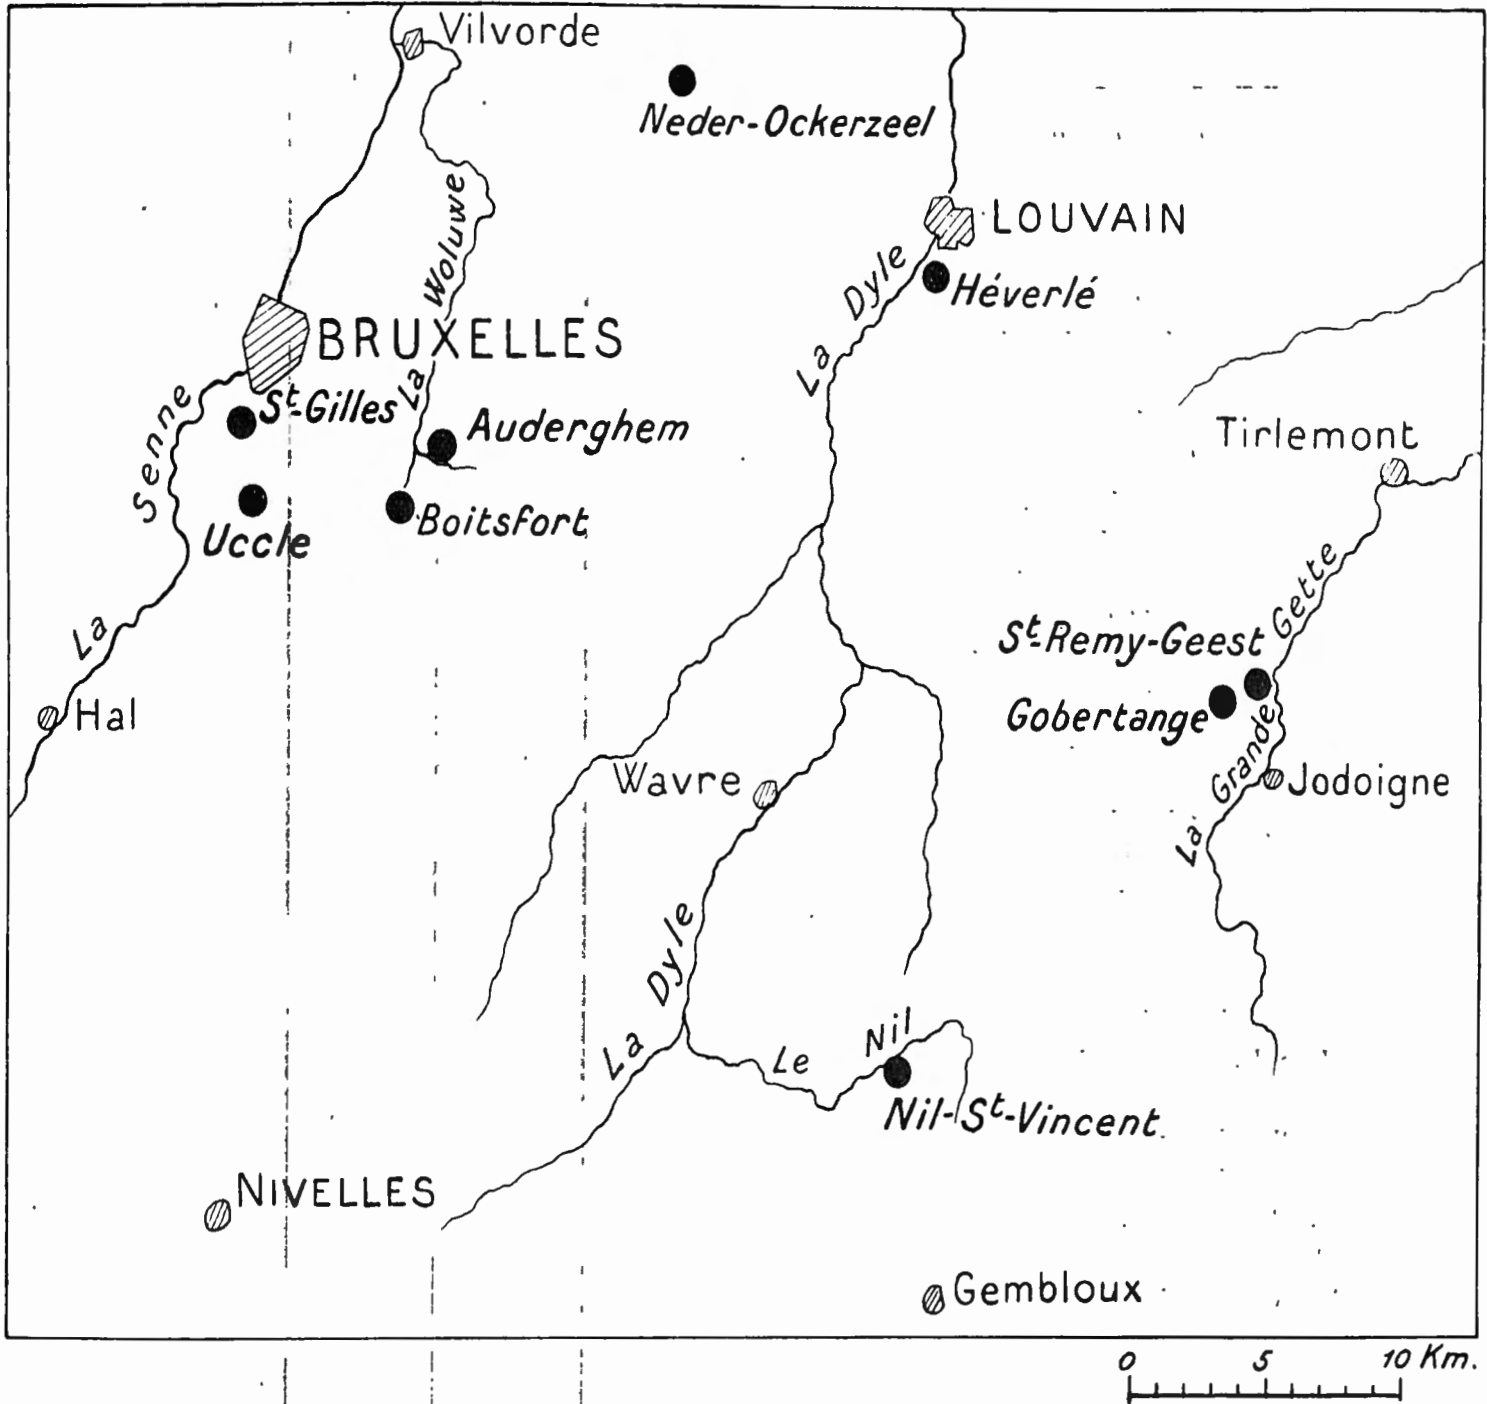 Vilvorde
Neder-Ockerzeel
La Woluwe
LOUVAIN
La Dyle
Héverlé
BRUXELLES
St-Gilles
La Senne
Auderghem
Tirlemont
Uccle
Boitsfort
St-Remy-Geest
La Grande Gette
Gobertange
Hal
Wavre
Jodoigne
La Dyle
Le Nil
Nil-St-Vincent
NIVELLES
Gembloux
0 5 10 Km.